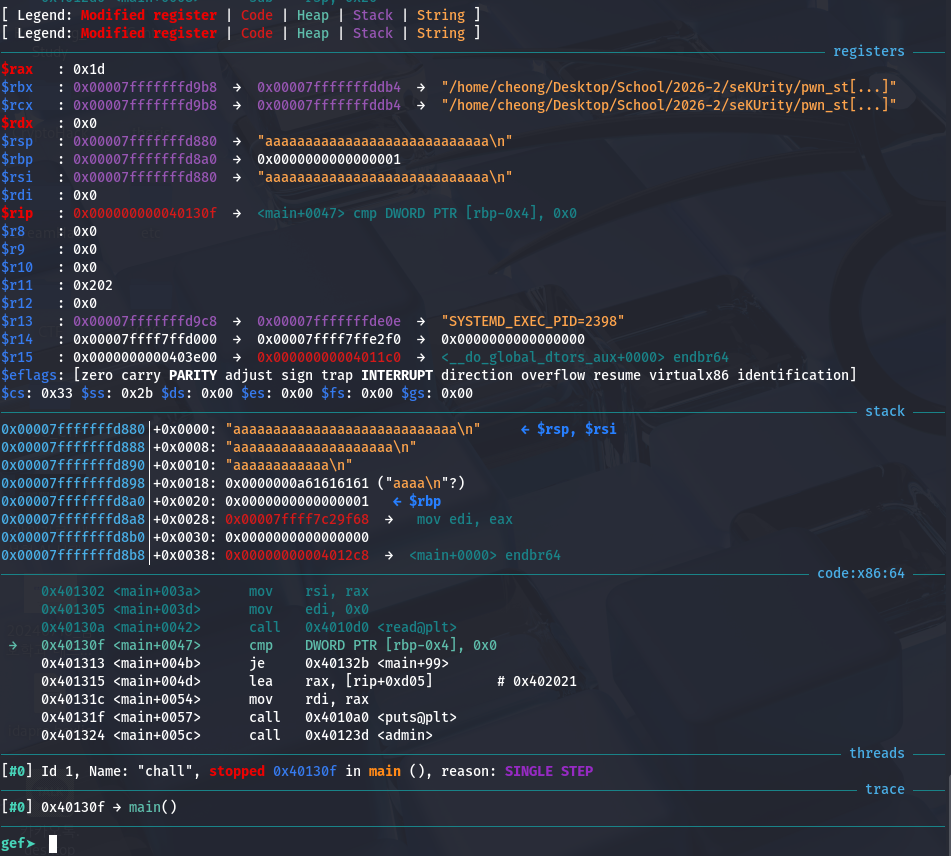 [ Legend: Modified register | Code | Heap | Stack | String ]
[ Legend: Modified register | Code | Heap | Stack | String ]
registers
$rax   : 0x1d
$rbx   : 0x00007fffffffd9b8  →  0x00007fffffffddb4  →  "/home/cheong/Desktop/School/2026-2/seKUrity/pwn_st[...]"
$rcx   : 0x00007fffffffd9b8  →  0x00007fffffffddb4  →  "/home/cheong/Desktop/School/2026-2/seKUrity/pwn_st[...]"
$rdx   : 0x0
$rsp   : 0x00007fffffffd880  →  "aaaaaaaaaaaaaaaaaaaaaaaaaaaa\n"
$rbp   : 0x00007fffffffd8a0  →  0x0000000000000001
$rsi   : 0x00007fffffffd880  →  "aaaaaaaaaaaaaaaaaaaaaaaaaaaa\n"
$rdi   : 0x0
$rip   : 0x000000000040130f  →  <main+0047> cmp DWORD PTR [rbp-0x4], 0x0
$r8    : 0x0
$r9    : 0x0
$r10   : 0x0
$r11   : 0x202
$r12   : 0x0
$r13   : 0x00007fffffffd9c8  →  0x00007fffffffde0e  →  "SYSTEMD_EXEC_PID=2398"
$r14   : 0x00007ffff7ffd000  →  0x00007ffff7ffe2f0  →  0x0000000000000000
$r15   : 0x0000000000403e00  →  0x00000000004011c0  →  <__do_global_dtors_aux+0000> endbr64
$eflags: [zero carry PARITY adjust sign trap INTERRUPT direction overflow resume virtualx86 identification]
$cs: 0x33 $ss: 0x2b $ds: 0x00 $es: 0x00 $fs: 0x00 $gs: 0x00
stack
0x00007fffffffd880│+0x0000: "aaaaaaaaaaaaaaaaaaaaaaaaaaaa\n"     ← $rsp, $rsi
0x00007fffffffd888│+0x0008: "aaaaaaaaaaaaaaaaaaaa\n"
0x00007fffffffd890│+0x0010: "aaaaaaaaaaaa\n"
0x00007fffffffd898│+0x0018: 0x0000000a61616161 ("aaaa\n"?)
0x00007fffffffd8a0│+0x0020: 0x0000000000000001   ← $rbp
0x00007fffffffd8a8│+0x0028: 0x00007ffff7c29f68  →   mov edi, eax
0x00007fffffffd8b0│+0x0030: 0x0000000000000000
0x00007fffffffd8b8│+0x0038: 0x00000000004012c8  →  <main+0000> endbr64
code:x86:64
0x401302 <main+003a>      mov    rsi, rax
0x401305 <main+003d>      mov    edi, 0x0
0x40130a <main+0042>      call   0x4010d0 <read@plt>
→   0x40130f <main+0047>      cmp    DWORD PTR [rbp-0x4], 0x0
0x401313 <main+004b>      je     0x40132b <main+99>
0x401315 <main+004d>      lea    rax, [rip+0xd05]        # 0x402021
0x40131c <main+0054>      mov    rdi, rax
0x40131f <main+0057>      call   0x4010a0 <puts@plt>
0x401324 <main+005c>      call   0x40123d <admin>
threads
[#0] Id 1, Name: "chall", stopped 0x40130f in main (), reason: SINGLE STEP
trace
[#0] 0x40130f → main()
gef➤